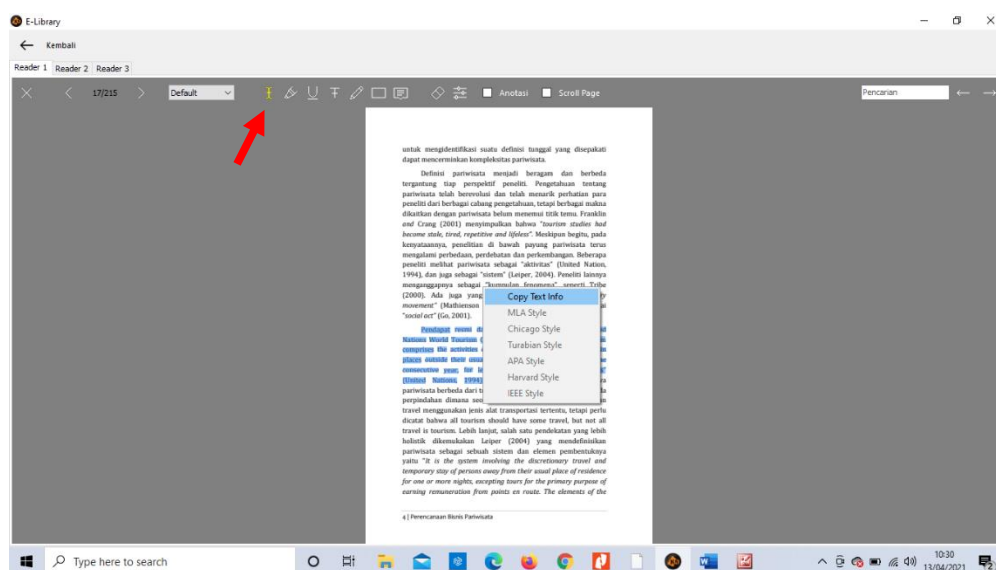 E-Library
Kembali
Reader 1 Reader 2 Reader 3
17/215 Default Anotasi Scroll Page Pencarian
untuk mengidentifikasi suatu definisi tunggal yang disepakati
dapat mencerminkan kompleksitas pariwisata.
Definisi pariwisata menjadi beragam dan berbeda
tergantung tiap perspektif peneliti. Pengetahuan tentang
pariwisata telah berevolusi dan telah menarik perhatian para
peneliti dari berbagai cabang pengetahuan, tetapi berbagai makna
dikaitkan dengan pariwisata belum menemui titik temu. Franklin
and Crang (2001) menyimpulkan bahwa "tourism studies had
become stale, tired, repetitive and lifeless". Meskipun begitu, pada
kenyataannya, penelitian di bawah payung pariwisata terus
mengalami perbedaan, perdebatan dan perkembangan. Beberapa
peneliti melihat pariwisata sebagai "aktivitas" (United Nation,
1994), dan juga sebagai "sistem" (Leiper, 2004). Peneliti lainnya
menganggapnya sebagai "kumpulan fenomena", seperti Tribe
(2000). Ada juga yang
movement" (Mathienson
"social act" (Go, 2001).
Copy Text Info
MLA Style
Chicago Style
Turabian Style
APA Style
Harvard Style
IEEE Style
Pendapat resmi
Nations World Tourism
comprises the activities
places outside their
consecutive year, for
(United Nations, 1994)
pariwisata berbeda dari
perpindahan dimana
travel menggunakan jenis alat transportasi tertentu, tetapi perlu
dicatat bahwa all tourism should have some travel, but not all
travel is tourism. Lebih lanjut, salah satu pendekatan yang lebih
holistik dikemukakan Leiper (2004) yang mendefinisikan
pariwisata sebagai sebuah sistem dan elemen pembentuknya
yaitu "it is the system involving the discretionary travel and
temporary stay of persons away from their usual place of residence
for one or more nights, excepting tours for the primary purpose of
earning remuneration from points en route. The elements of the
4 | Perencanaan Bisnis Pariwisata
Type here to search
10:30
13/04/2021